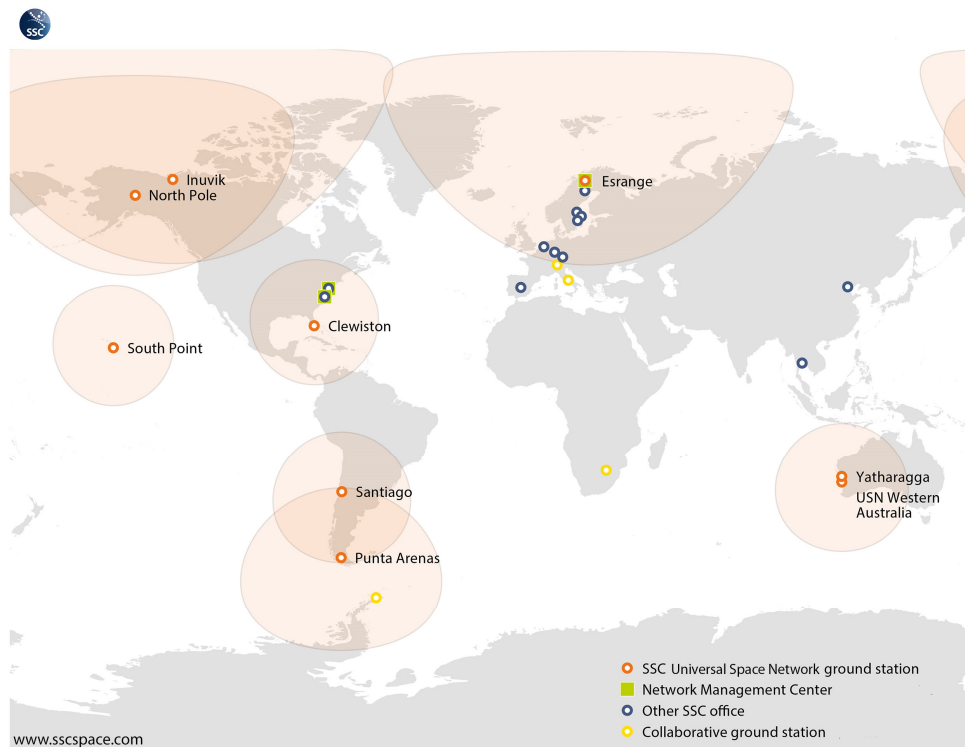 SSC
Inuvik
North Pole
Esrange
Clewiston
South Point
Santiago
Yatharagga
USN Western
Australia
Punta Arenas
SSC Universal Space Network ground station
Network Management Center
Other SSC office
Collaborative ground station
www.sscspace.com